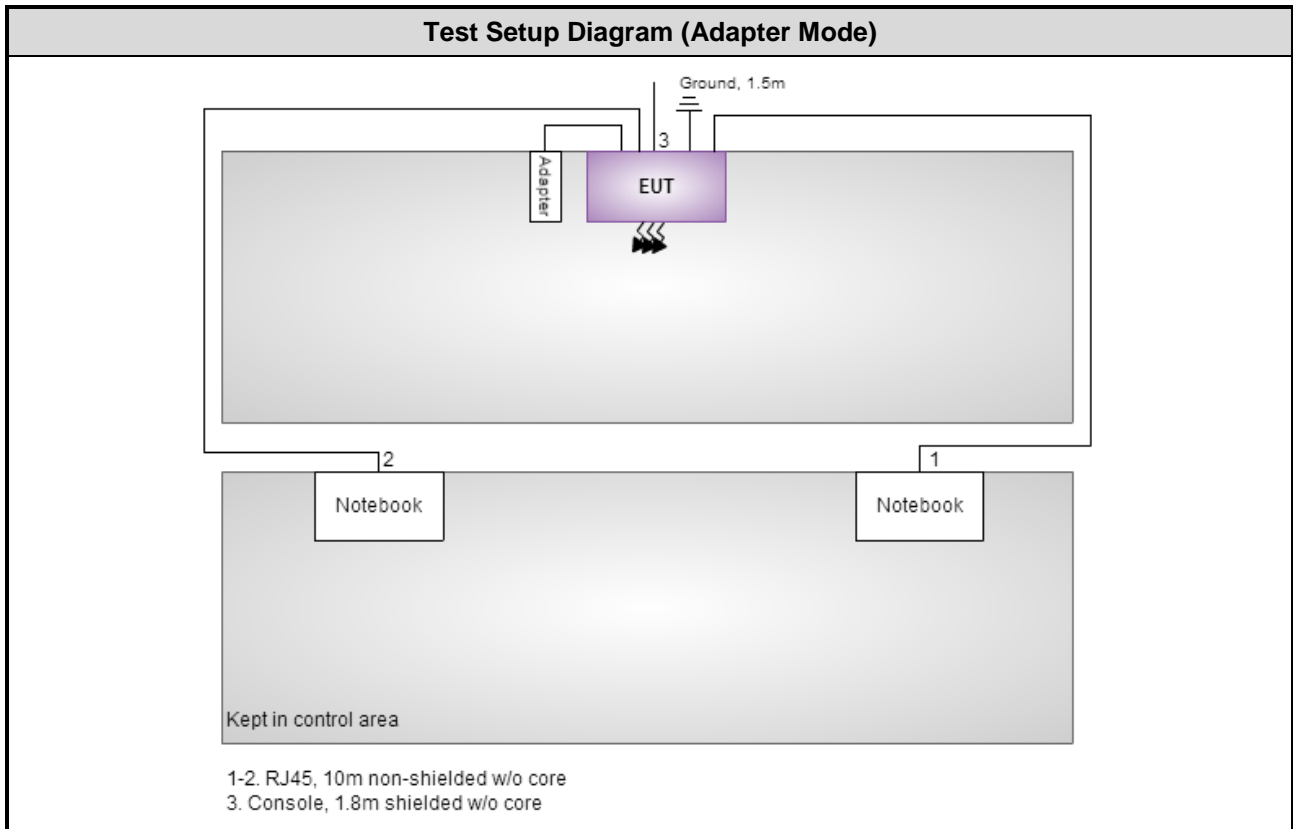 Test Setup Diagram (Adapter Mode)
Ground, 1.5m
3
Adapter
EUT
2
1
Notebook
Notebook
Kept in control area
1-2. RJ45, 10m non-shielded w/o core
3. Console, 1.8m shielded w/o core